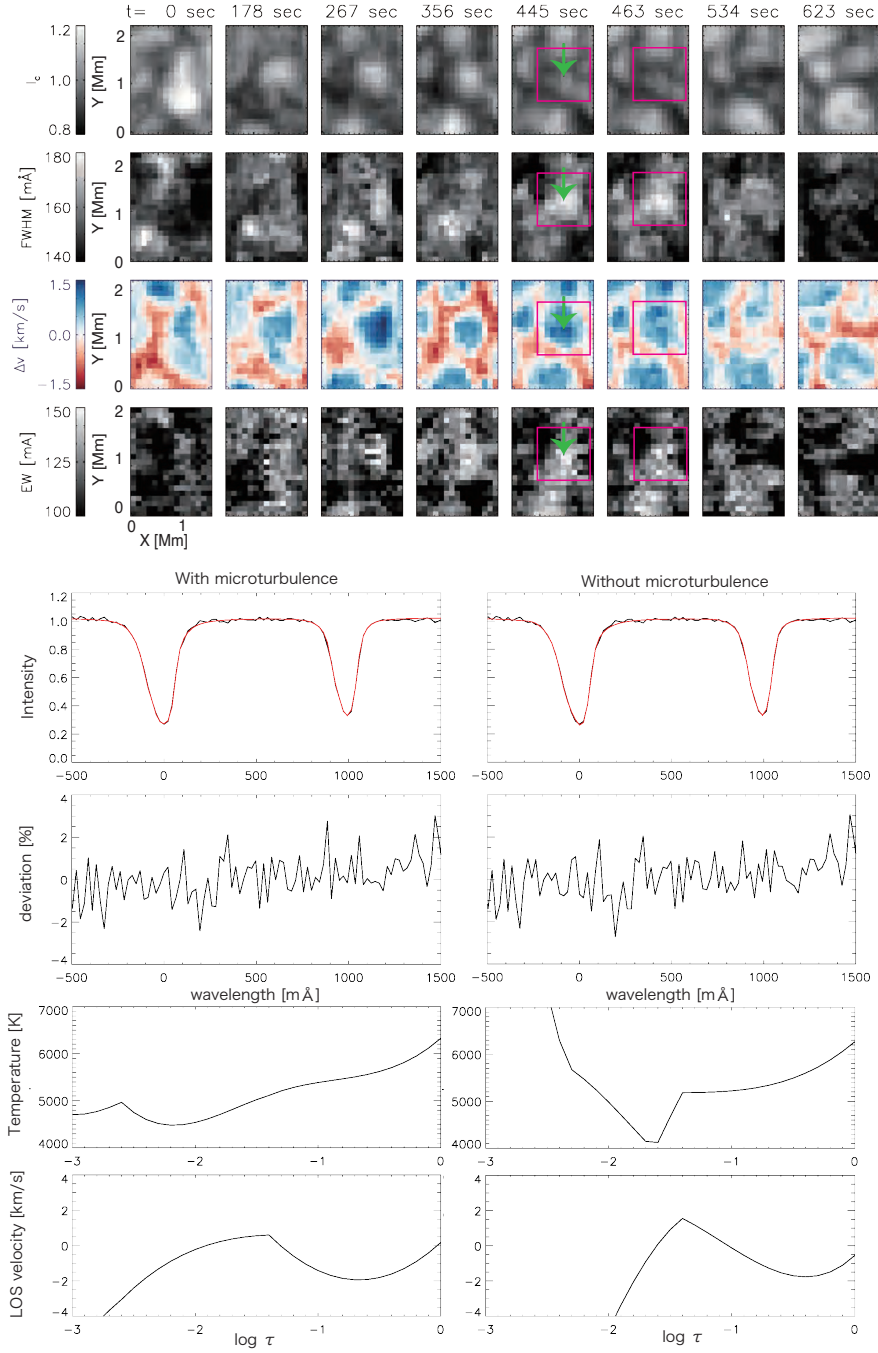 t= 0 sec 178 sec 267 sec 356 sec 445 sec 463 sec 534 sec 623 sec
1.2
1.0
0.8
I_c
2
1
0
Y [Mm]
180
160
140
FWHM [mÅ]
2
1
0
Y [Mm]
1.5
0.0
−1.5
Δv [km/s]
2
1
0
Y [Mm]
150
125
100
EW [mÅ]
2
1
0
Y [Mm]
0 1
X [Mm]
With microturbulence Without microturbulence
Intensity
1.2
1.0
0.8
0.6
0.4
0.2
0.0
-500 0 500 1000 1500 -500 0 500 1000 1500
deviation [%]
4
2
0
−2
−4
-500 0 500 1000 1500 -500 0 500 1000 1500
wavelength [mÅ] wavelength [mÅ]
Temperature [K]
7000 7000
6000 6000
5000 5000
4000 4000
−3 −2 −1 0 −3 −2 −1 0
LOS velocity [km/s]
4 4
2 2
0 0
−2 −2
−4 −4
−3 −2 −1 0 −3 −2 −1 0
log τ log τ